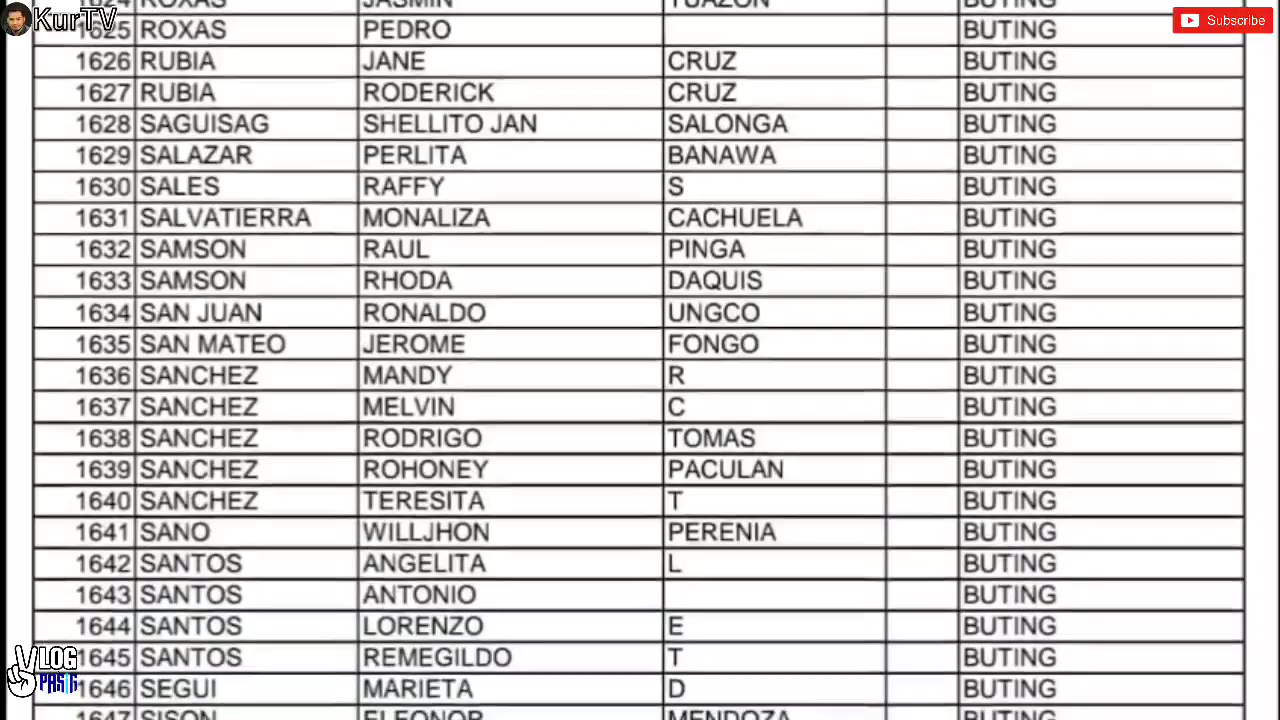 1624 ROXAS JASMIN TUAZON BUTING
KurTV
Subscribe
1625 ROXAS PEDRO BUTING
1626 RUBIA JANE CRUZ BUTING
1627 RUBIA RODERICK CRUZ BUTING
1628 SAGUISAG SHELLITO JAN SALONGA BUTING
1629 SALAZAR PERLITA BANAWA BUTING
1630 SALES RAFFY S BUTING
1631 SALVATIERRA MONALIZA CACHUELA BUTING
1632 SAMSON RAUL PINGA BUTING
1633 SAMSON RHODA DAQUIS BUTING
1634 SAN JUAN RONALDO UNGCO BUTING
1635 SAN MATEO JEROME FONGO BUTING
1636 SANCHEZ MANDY R BUTING
1637 SANCHEZ MELVIN C BUTING
1638 SANCHEZ RODRIGO TOMAS BUTING
1639 SANCHEZ ROHONEY PACULAN BUTING
1640 SANCHEZ TERESITA T BUTING
1641 SANO WILLJHON PERENIA BUTING
1642 SANTOS ANGELITA L BUTING
1643 SANTOS ANTONIO BUTING
1644 SANTOS LORENZO E BUTING
1645 SANTOS REMEGILDO T BUTING
VLOG
PASIG
1646 SEGUI MARIETA D BUTING
1647 SISON ELEONOR MENDOZA BUTING